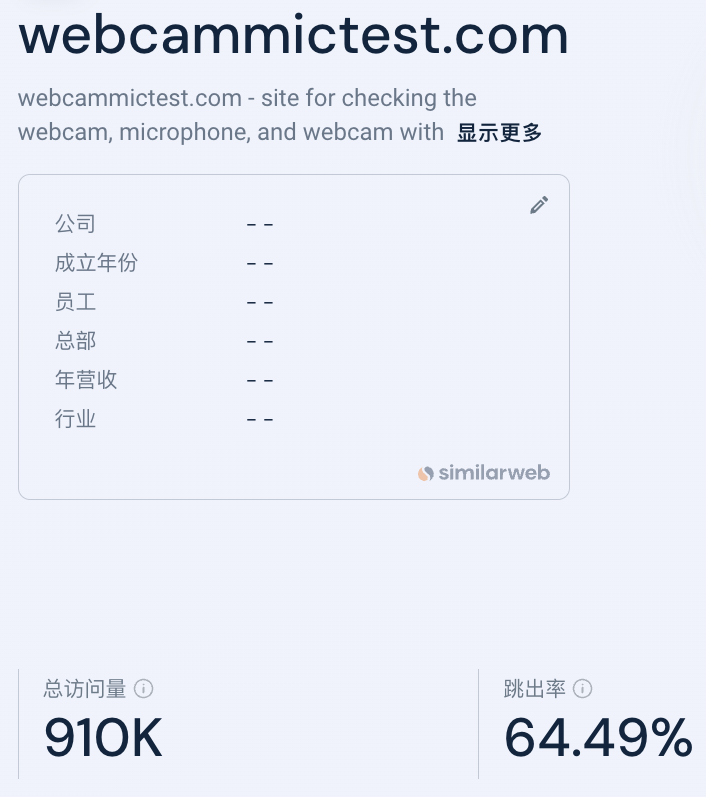 webcammictest.com
webcammictest.com - site for checking the
webcam, microphone, and webcam with 显示更多
公司 - -
成立年份 - -
员工 - -
总部 - -
年营收 - -
行业 - -
similarweb
总访问量 跳出率
910K 64.49%